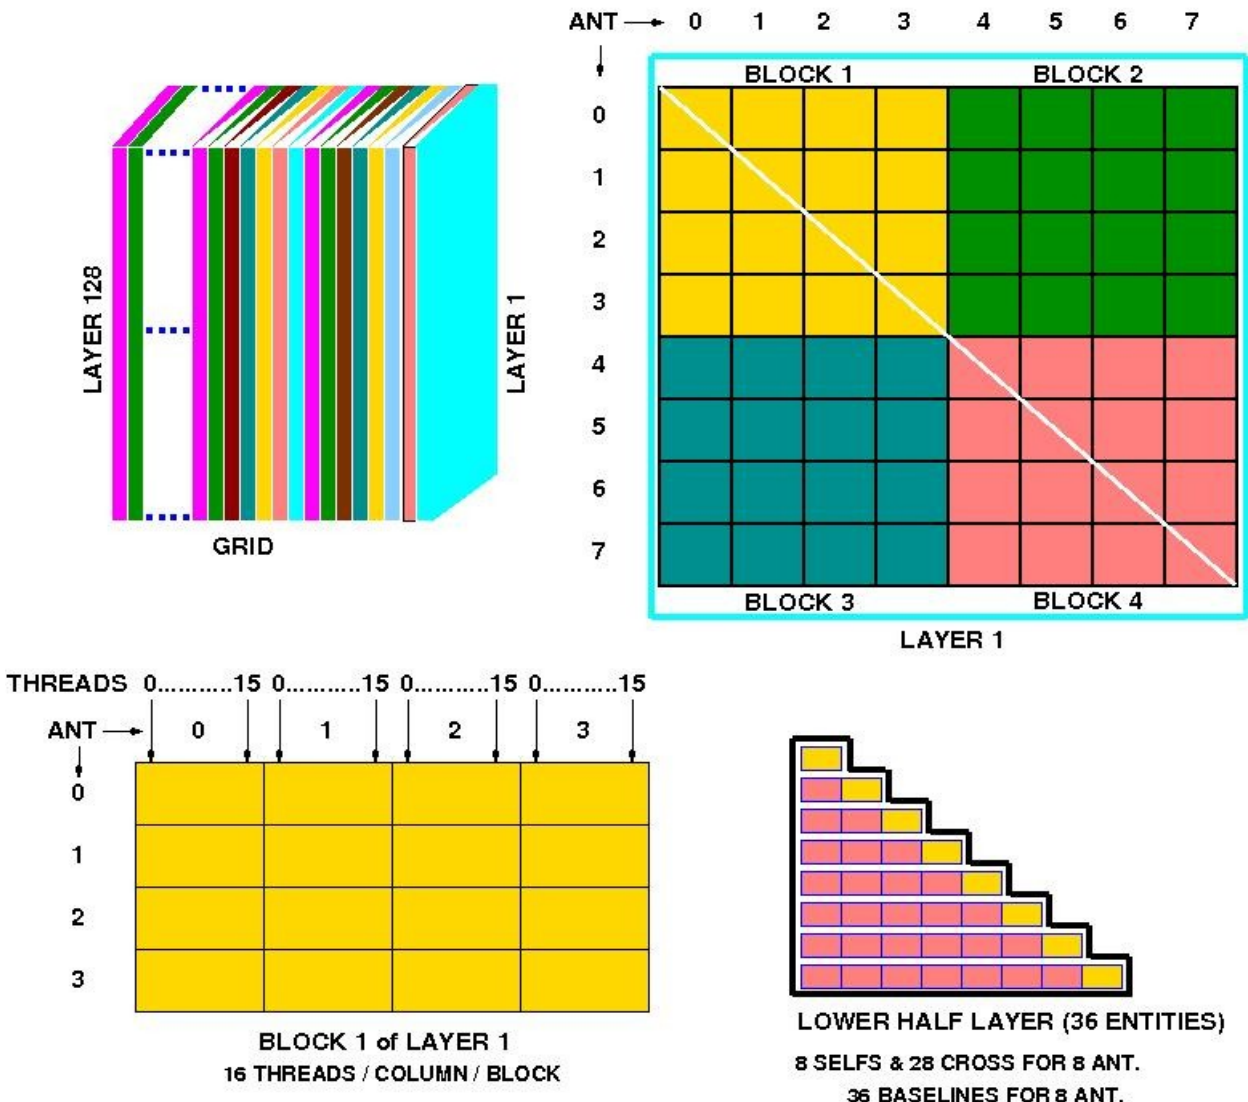 ANT 0 1 2 3 4 5 6 7
BLOCK 1 BLOCK 2
0
1
2
3
4
5
6
7
BLOCK 3 BLOCK 4
LAYER 1
LAYER 128
LAYER 1
GRID
THREADS 0...........15 0...........15 0...........15 0...........15
ANT 0 1 2 3
0
1
2
3
BLOCK 1 of LAYER 1
16 THREADS / COLUMN / BLOCK
LOWER HALF LAYER (36 ENTITIES)
8 SELFS & 28 CROSS FOR 8 ANT.
36 BASELINES FOR 8 ANT.